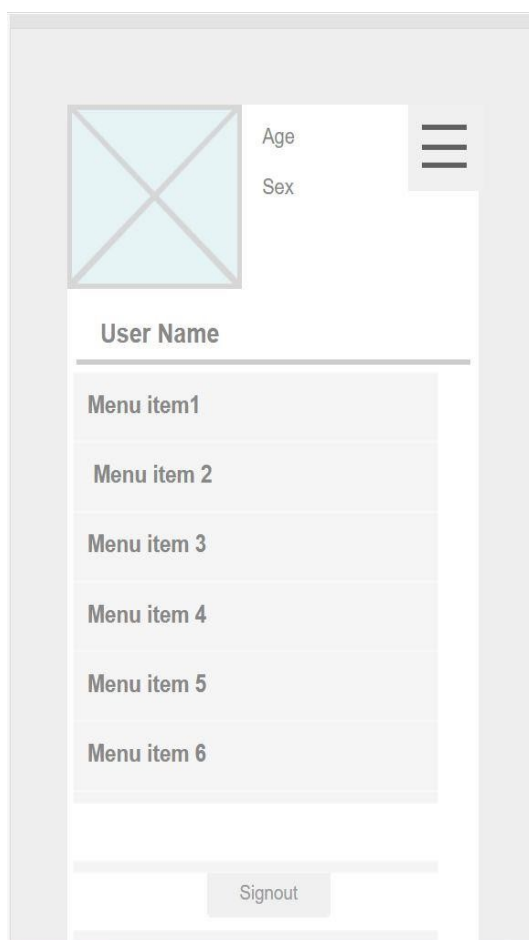 Age
Sex
User Name
Menu item1
Menu item 2
Menu item 3
Menu item 4
Menu item 5
Menu item 6
Signout